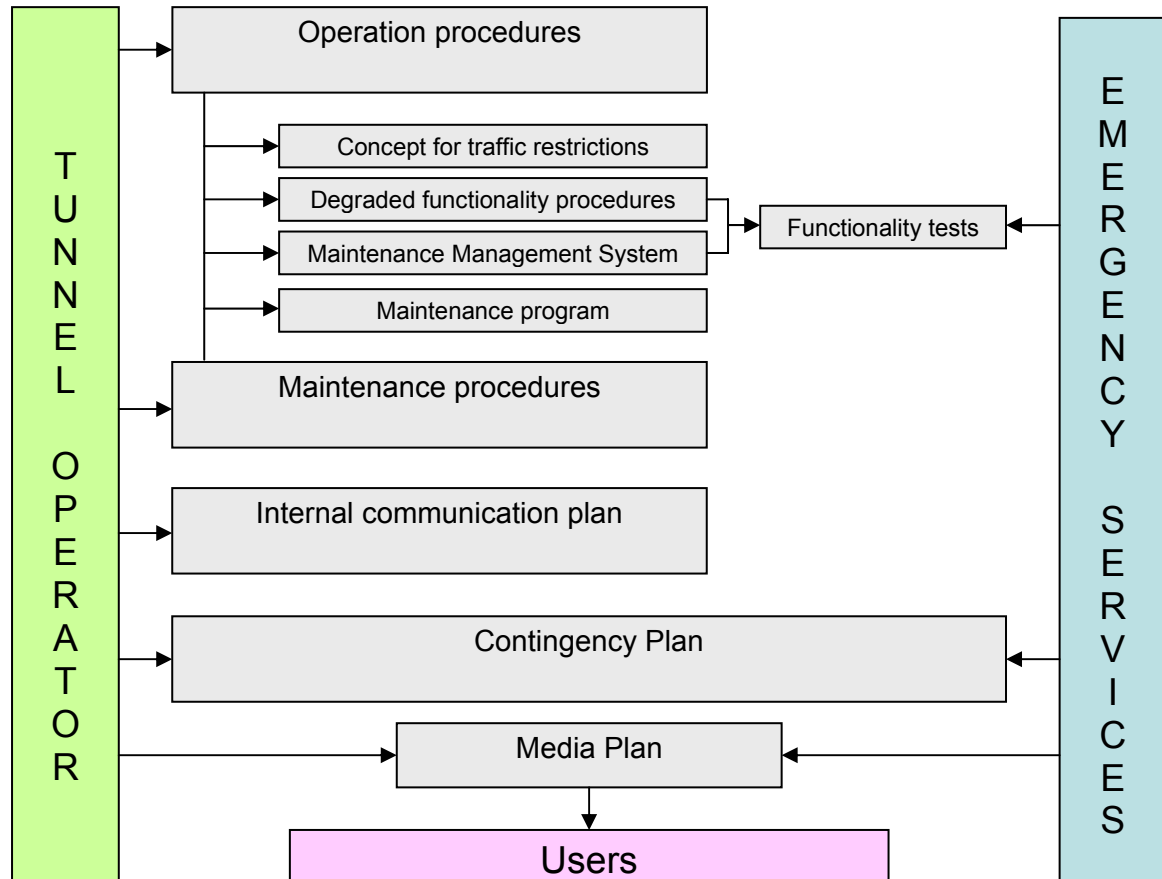 TUNNEL OPERATOR
Operation procedures
Concept for traffic restrictions
Degraded functionality procedures
Maintenance Management System
Maintenance program
Functionality tests
Maintenance procedures
Internal communication plan
Contingency Plan
Media Plan
Users
EMERGENCY SERVICES